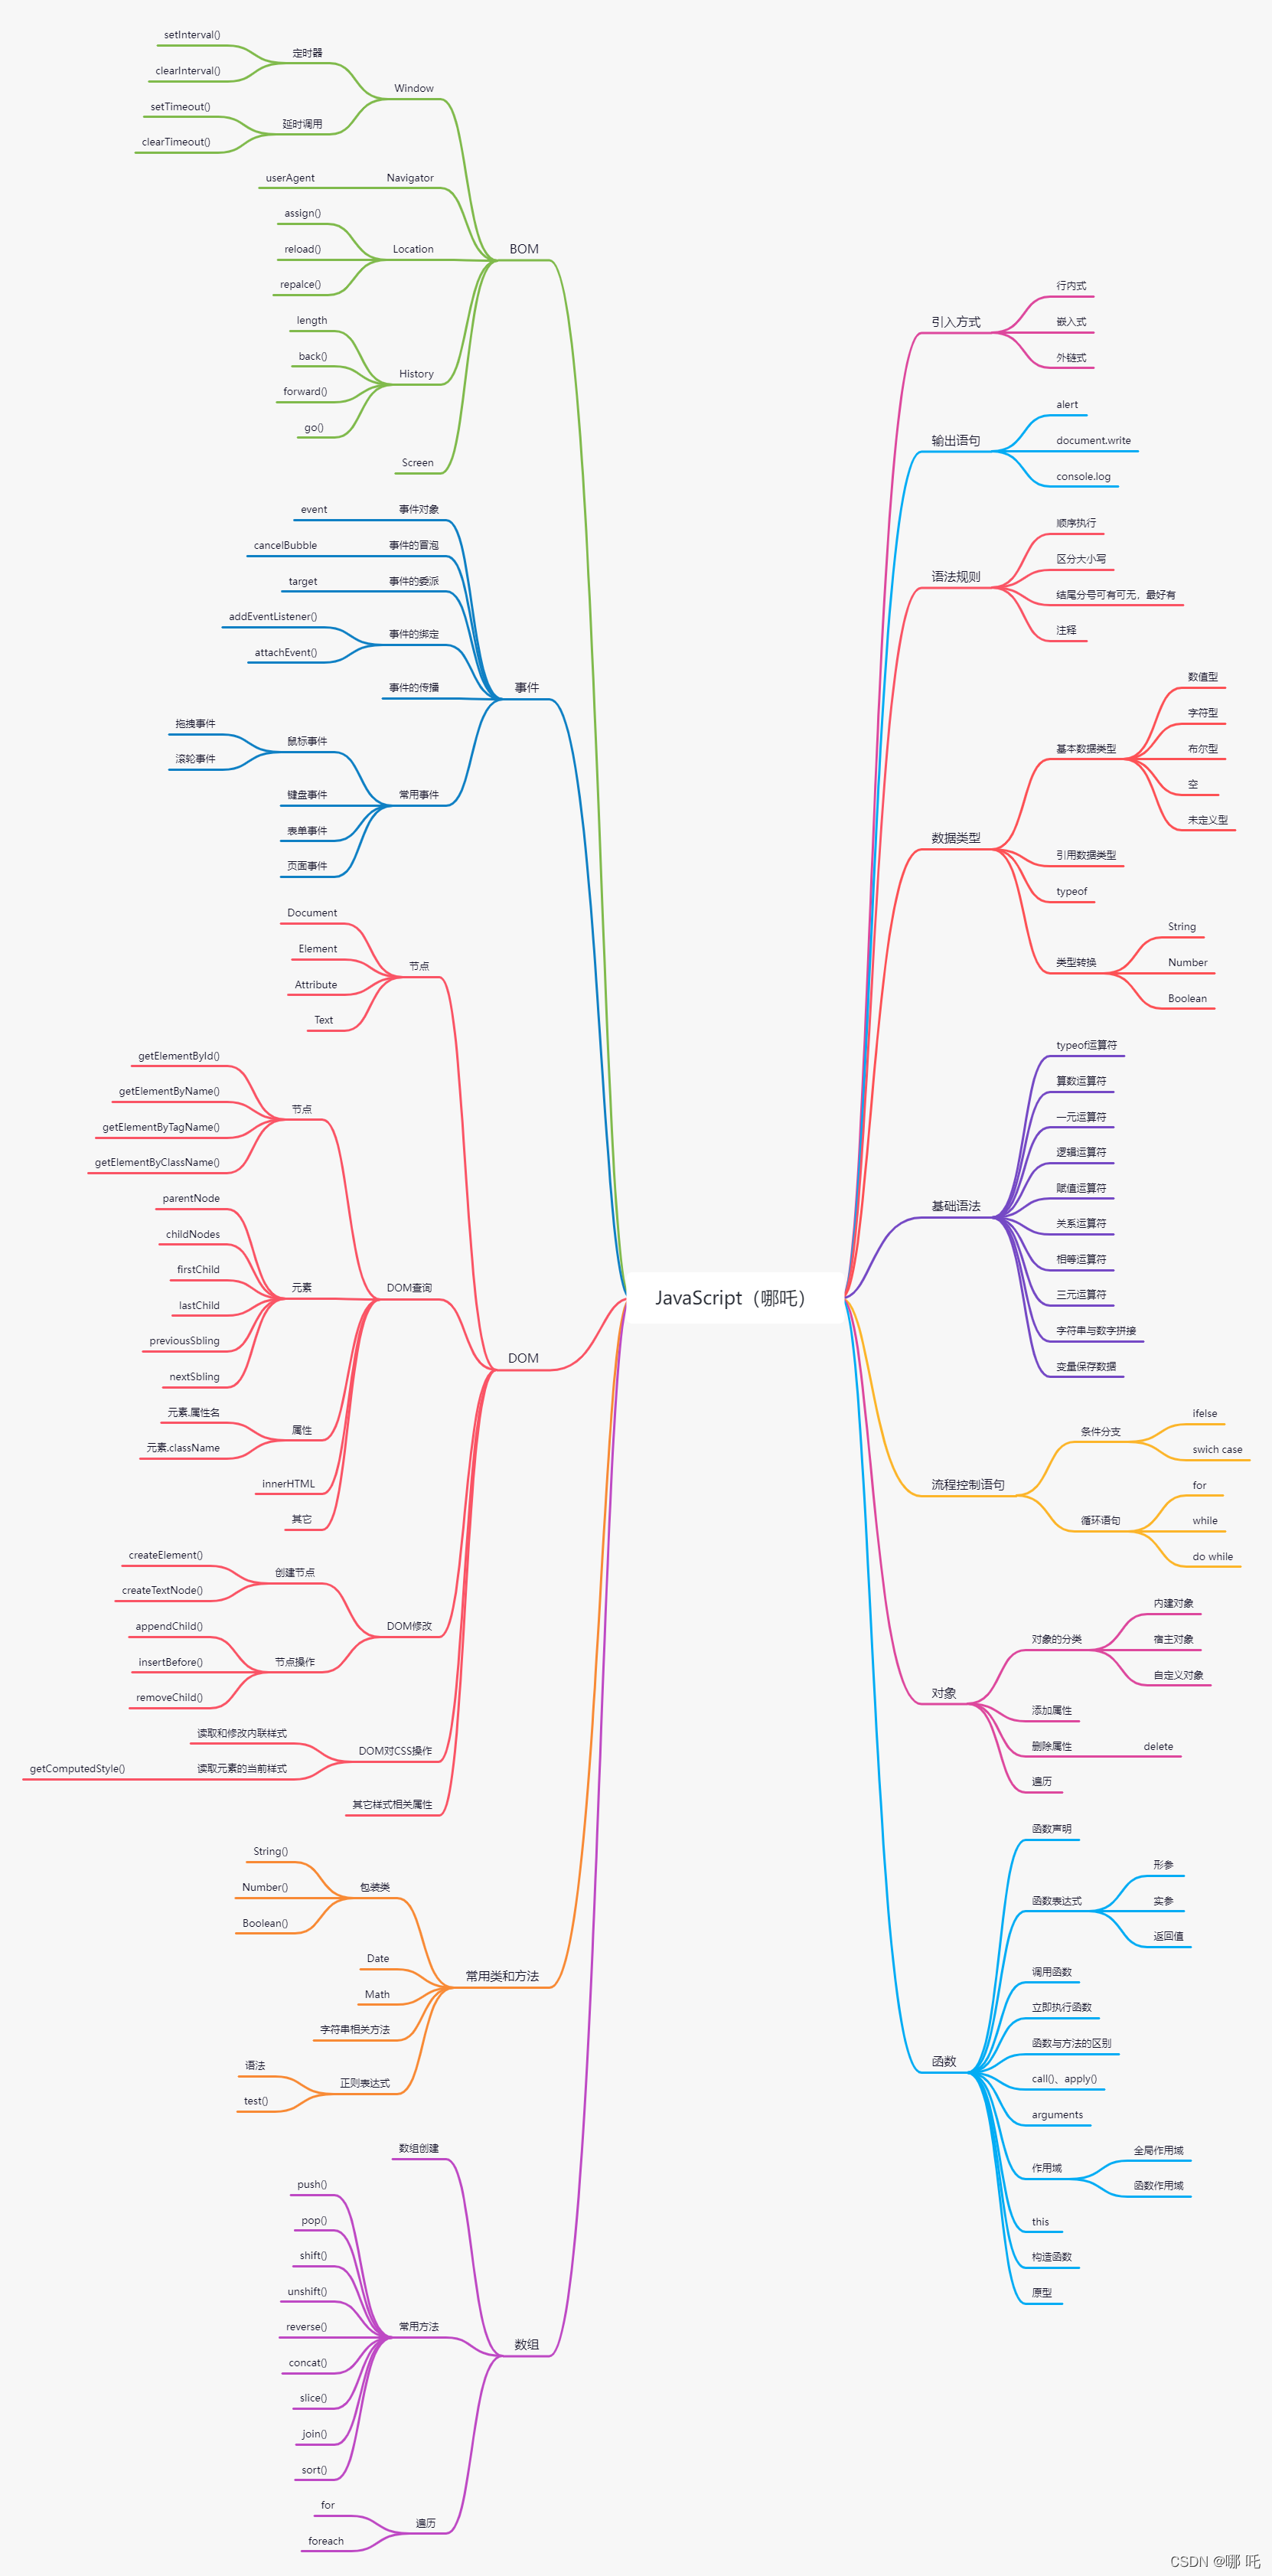 JavaScript（哪吒）
引入方式
行内式
嵌入式
外链式
输出语句
alert
document.write
console.log
语法规则
顺序执行
区分大小写
结尾分号可有可无，最好有
注释
数据类型
基本数据类型
数值型
字符型
布尔型
空
未定义型
引用数据类型
typeof
类型转换
String
Number
Boolean
基础语法
typeof运算符
算数运算符
一元运算符
逻辑运算符
赋值运算符
关系运算符
相等运算符
三元运算符
字符串与数字拼接
变量保存数据
流程控制语句
条件分支
ifelse
swich case
循环语句
for
while
do while
对象
对象的分类
内建对象
宿主对象
自定义对象
添加属性
删除属性
delete
遍历
函数
函数声明
函数表达式
形参
实参
返回值
调用函数
立即执行函数
函数与方法的区别
call()、apply()
arguments
作用域
全局作用域
函数作用域
this
构造函数
原型
BOM
Window
定时器
setInterval()
clearInterval()
延时调用
setTimeout()
clearTimeout()
Navigator
userAgent
Location
assign()
reload()
repalce()
History
length
back()
forward()
go()
Screen
事件
事件对象
event
事件的冒泡
cancelBubble
事件的委派
target
事件的绑定
addEventListener()
attachEvent()
事件的传播
常用事件
鼠标事件
拖拽事件
滚轮事件
键盘事件
表单事件
页面事件
DOM
节点
Document
Element
Attribute
Text
DOM查询
节点
getElementById()
getElementByName()
getElementByTagName()
getElementByClassName()
元素
parentNode
childNodes
firstChild
lastChild
previousSbling
nextSbling
属性
元素.属性名
元素.className
innerHTML
其它
DOM修改
创建节点
createElement()
createTextNode()
节点操作
appendChild()
insertBefore()
removeChild()
DOM对CSS操作
读取和修改内联样式
读取元素的当前样式
getComputedStyle()
其它样式相关属性
常用类和方法
包装类
String()
Number()
Boolean()
Date
Math
字符串相关方法
正则表达式
语法
test()
数组
数组创建
常用方法
push()
pop()
shift()
unshift()
reverse()
concat()
slice()
join()
sort()
遍历
for
foreach
CSDN @哪 吒